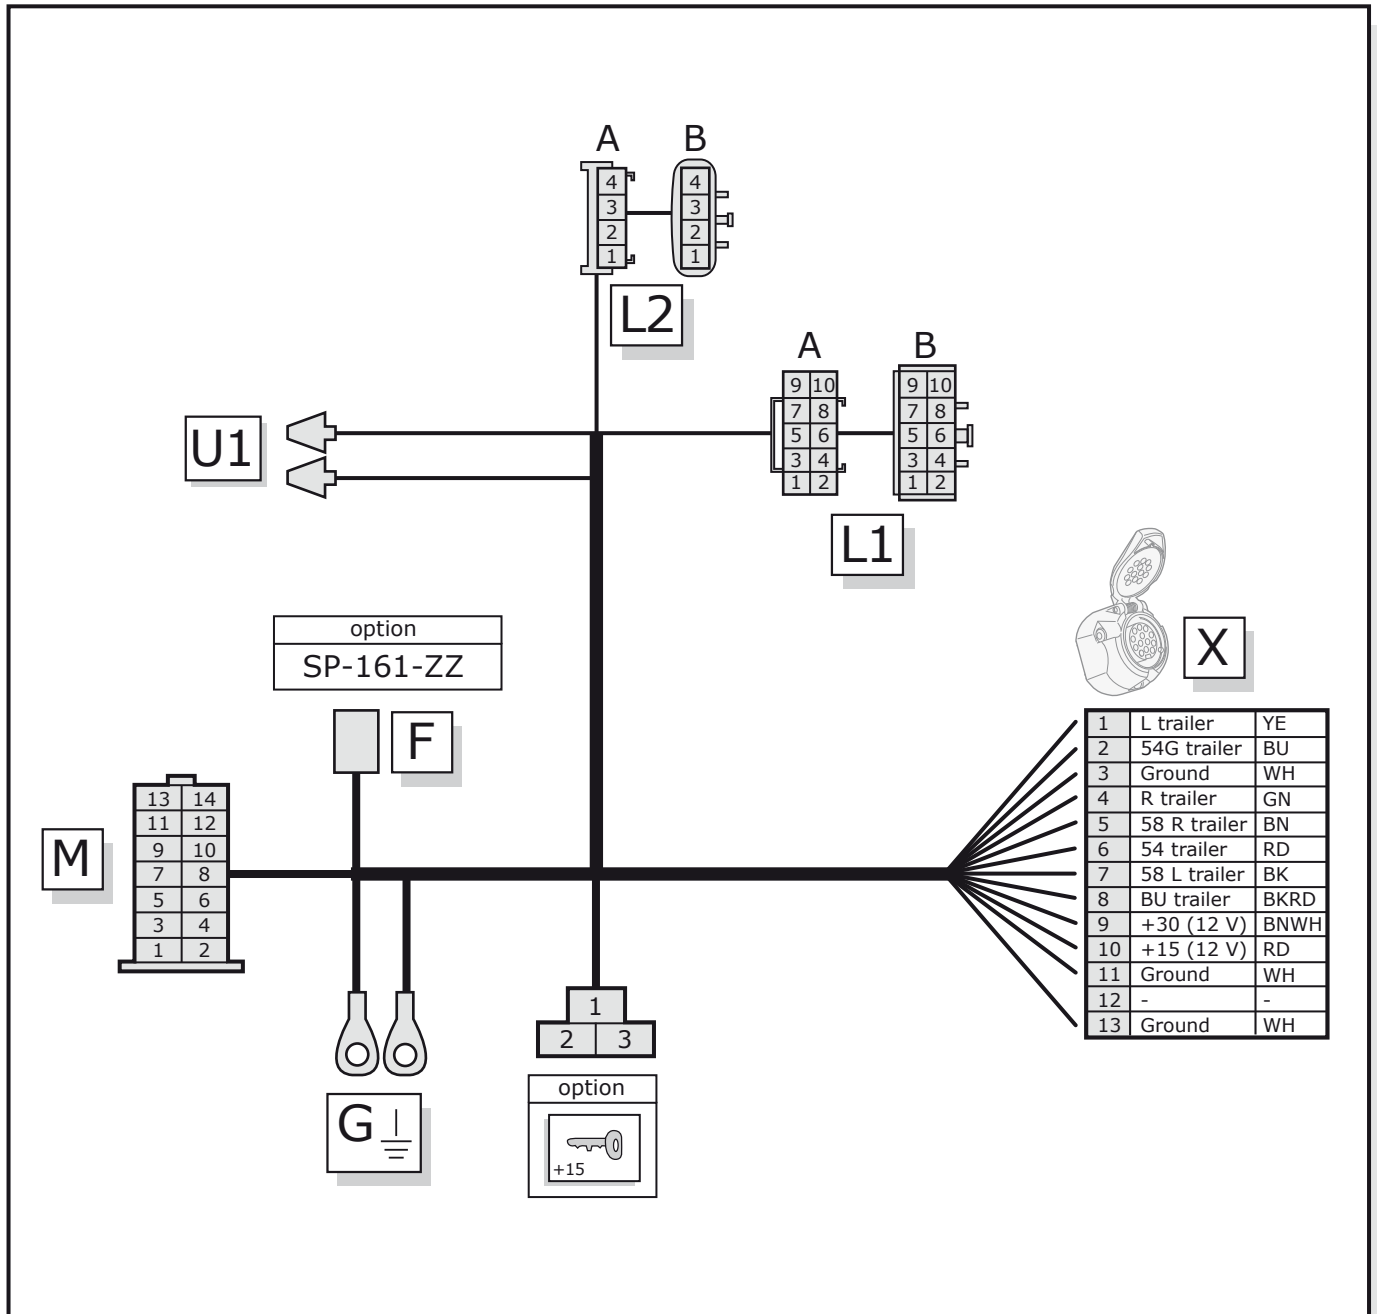 A B
4 4
3 3
2 2
1 1
L2
A B
9 10 9 10
7 8 7 8
5 6 5 6
3 4 3 4
1 2 1 2
L1
U1
option
SP-161-ZZ
F
X
1 L trailer YE
2 54G trailer BU
3 Ground WH
4 R trailer GN
5 58 R trailer BN
6 54 trailer RD
7 58 L trailer BK
8 BU trailer BKRD
9 +30 (12 V) BNWH
10 +15 (12 V) RD
11 Ground WH
12 - -
13 Ground WH
M
13 14
11 12
9 10
7 8
5 6
3 4
1 2
G
1
2 3
option
+15